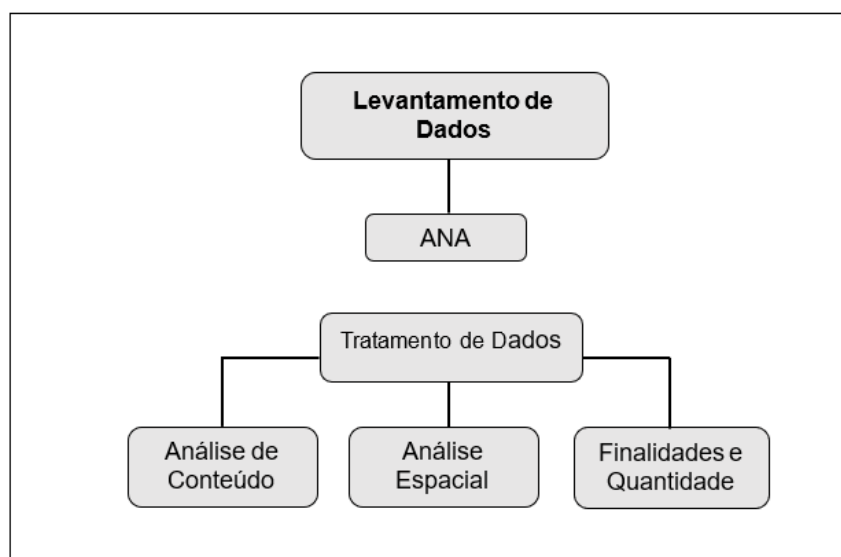 Levantamento de
Dados
ANA
Tratamento de Dados
Análise de
Conteúdo
Análise
Espacial
Finalidades e
Quantidade